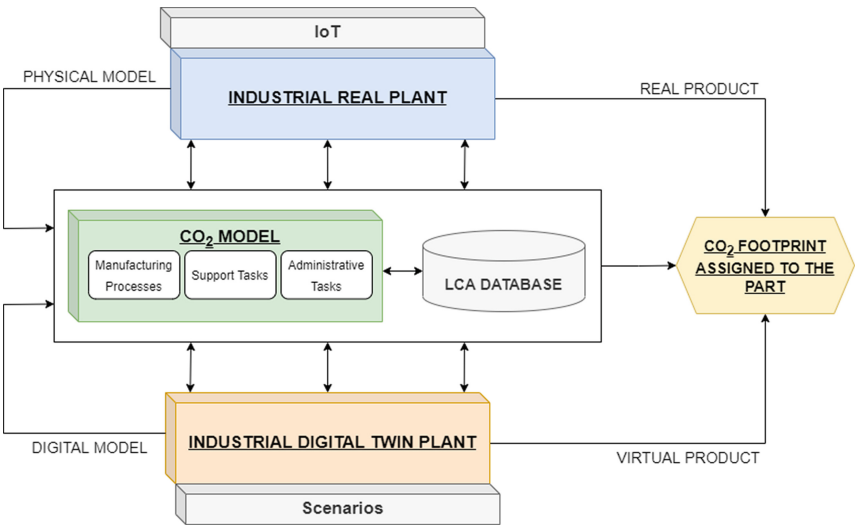 IoT
PHYSICAL MODEL
INDUSTRIAL REAL PLANT
REAL PRODUCT
CO2 MODEL
Manufacturing
Processes
Support Tasks
Administrative
Tasks
LCA DATABASE
CO2 FOOTPRINT
ASSIGNED TO THE
PART
DIGITAL MODEL
INDUSTRIAL DIGITAL TWIN PLANT
VIRTUAL PRODUCT
Scenarios